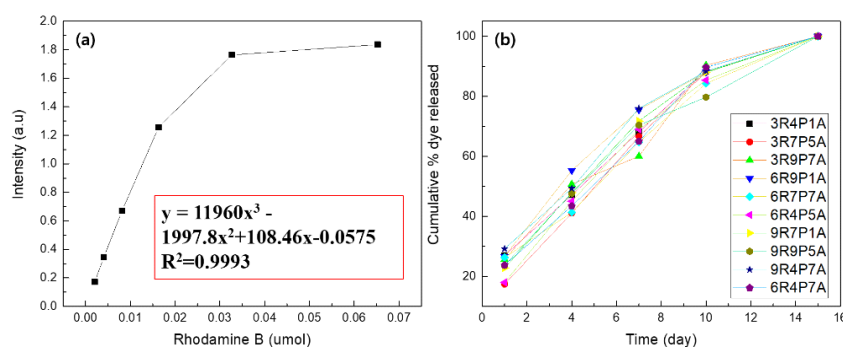 (a)
2.0
1.8
1.6
1.4
1.2
1.0
0.8
0.6
0.4
0.2
0.0
Intensity (a.u)
y = 11960x³ -
1997.8x²+108.46x-0.0575
R²=0.9993
0.00 0.01 0.02 0.03 0.04 0.05 0.06 0.07
Rhodamine B (umol)
(b)
100
80
60
40
20
Cumulative % dye released
3R4P1A
3R7P5A
3R9P7A
6R9P1A
6R7P7A
6R4P5A
9R7P1A
9R9P5A
9R4P7A
6R4P7A
0 2 4 6 8 10 12 14 16
Time (day)